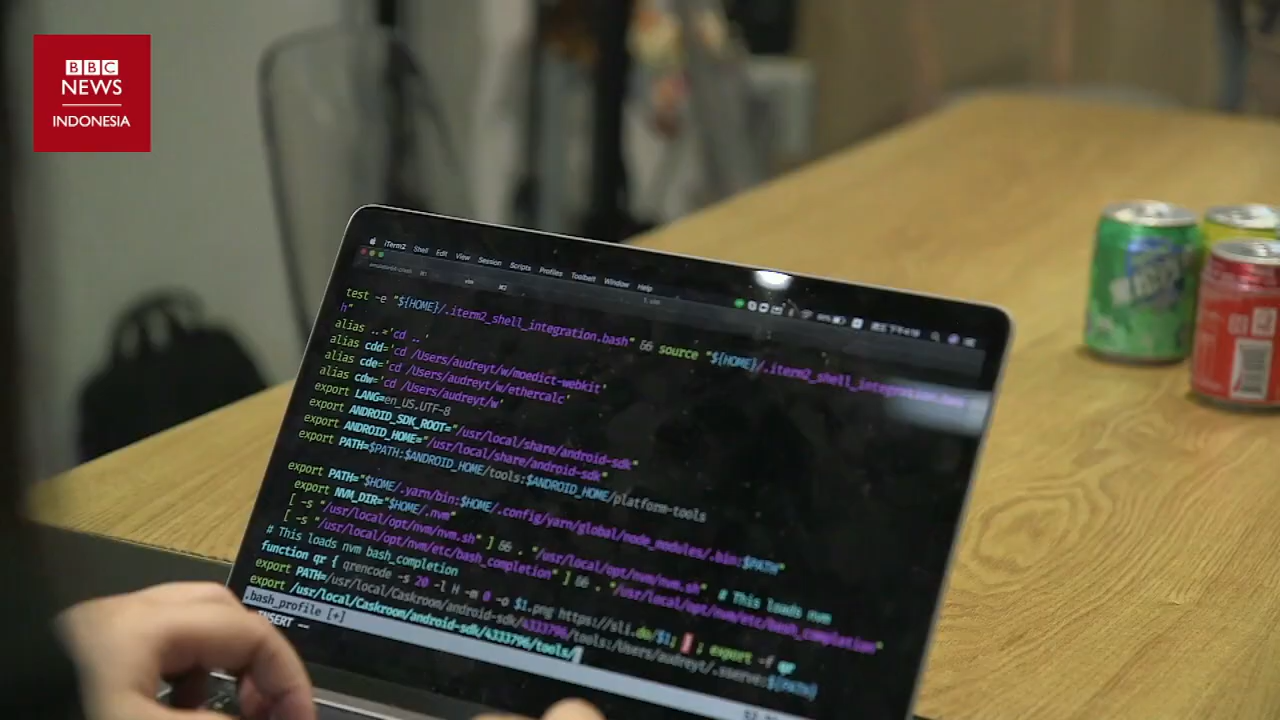 BBC
NEWS
INDONESIA
iTerm2 Shell Edit View Session Scripts Profiles Toolbelt Window Help
test -e "${HOME}/.iterm2_shell_integration.bash" && source "${HOME}/.iterm2_shell_integration.bas
h"
alias ..='cd ..'
alias cdd='cd /Users/audreyt/w/moedict-webkit'
alias cde='cd /Users/audreyt/w/ethercalc'
alias cdw='cd /Users/audreyt/w'
export LANG=en_US.UTF-8
export ANDROID_SDK_ROOT="/usr/local/share/android-sdk"
export ANDROID_HOME="/usr/local/share/android-sdk"
export PATH=$PATH:$ANDROID_HOME/tools:$ANDROID_HOME/platform-tools
export PATH="$HOME/.yarn/bin:$HOME/.config/yarn/global/node_modules/.bin:$PATH"
export NVM_DIR="$HOME/.nvm"
[ -s "/usr/local/opt/nvm/nvm.sh" ] && . "/usr/local/opt/nvm/nvm.sh" # This loads nvm
[ -s "/usr/local/opt/nvm/etc/bash_completion" ] && . "/usr/local/opt/nvm/etc/bash_completion"
# This loads nvm bash_completion
function qr { qrencode -s 20 -l H -m 0 -o $1.png https://sli.do/$1; } ; export -f qr
export PATH=/usr/local/Caskroom/android-sdk/4333796/tools:/Users/audreyt/.sserve:${PATH}
export /usr/local/Caskroom/android-sdk/4333796/tools/
.bash_profile [+]
INSERT --